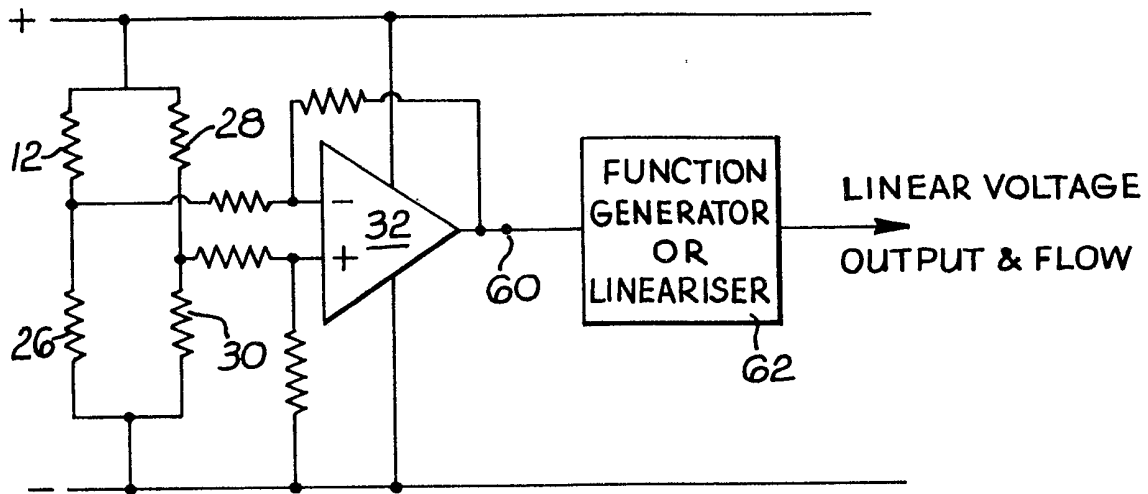 +
12
28
-
32
+
26
30
60
FUNCTION
GENERATOR
OR
LINEARISER
62
LINEAR VOLTAGE
OUTPUT & FLOW
-